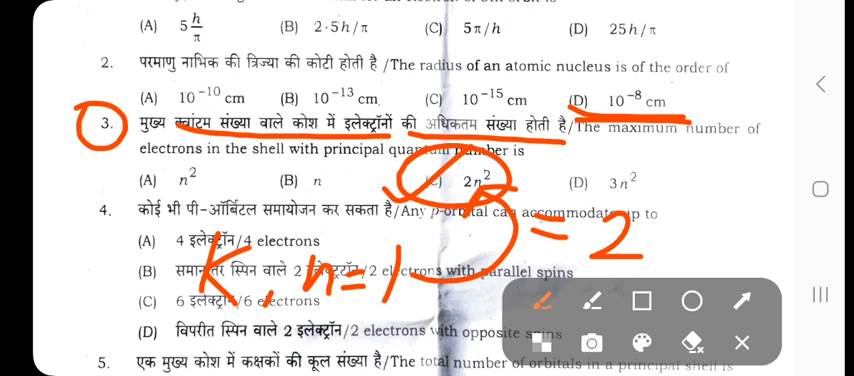 (A) 5 h/π (B) 2·5h/π (C) 5π/h (D) 25h/π
2. परमाणु नाभिक की त्रिज्या की कोटी होती है/The radius of an atomic nucleus is of the order of
(A) 10⁻¹⁰ cm (B) 10⁻¹³ cm (C) 10⁻¹⁵ cm (D) 10⁻⁸ cm
3. मुख्य क्वांटम संख्या वाले कोश में इलेक्ट्रॉनों की अधिकतम संख्या होती है/The maximum number of
electrons in the shell with principal quantum number is
(A) n² (B) n (C) 2n² (D) 3n²
4. कोई भी पी-ऑर्बिटल समायोजन कर सकता है/Any p-orbital can accommodate up to
(A) 4 इलेक्ट्रॉन/4 electrons
= 2
K, n=1
(B) समानांतर स्पिन वाले 2 /2 electrons with parallel spins
(C) 6 इलेक्ट्रॉन/6 electrons
(D) विपरीत स्पिन वाले 2 इलेक्ट्रॉन/2 electrons with opposite spins
5. एक मुख्य कोश में कक्षकों की कूल संख्या है/The total number of orbitals in a principal shell is